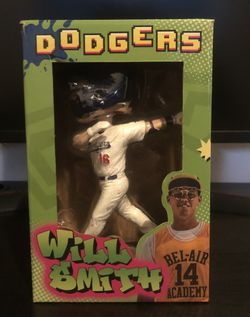 DODGERS
16
WiLL
SMiTH
BEL-AIR
14
ACADEMY